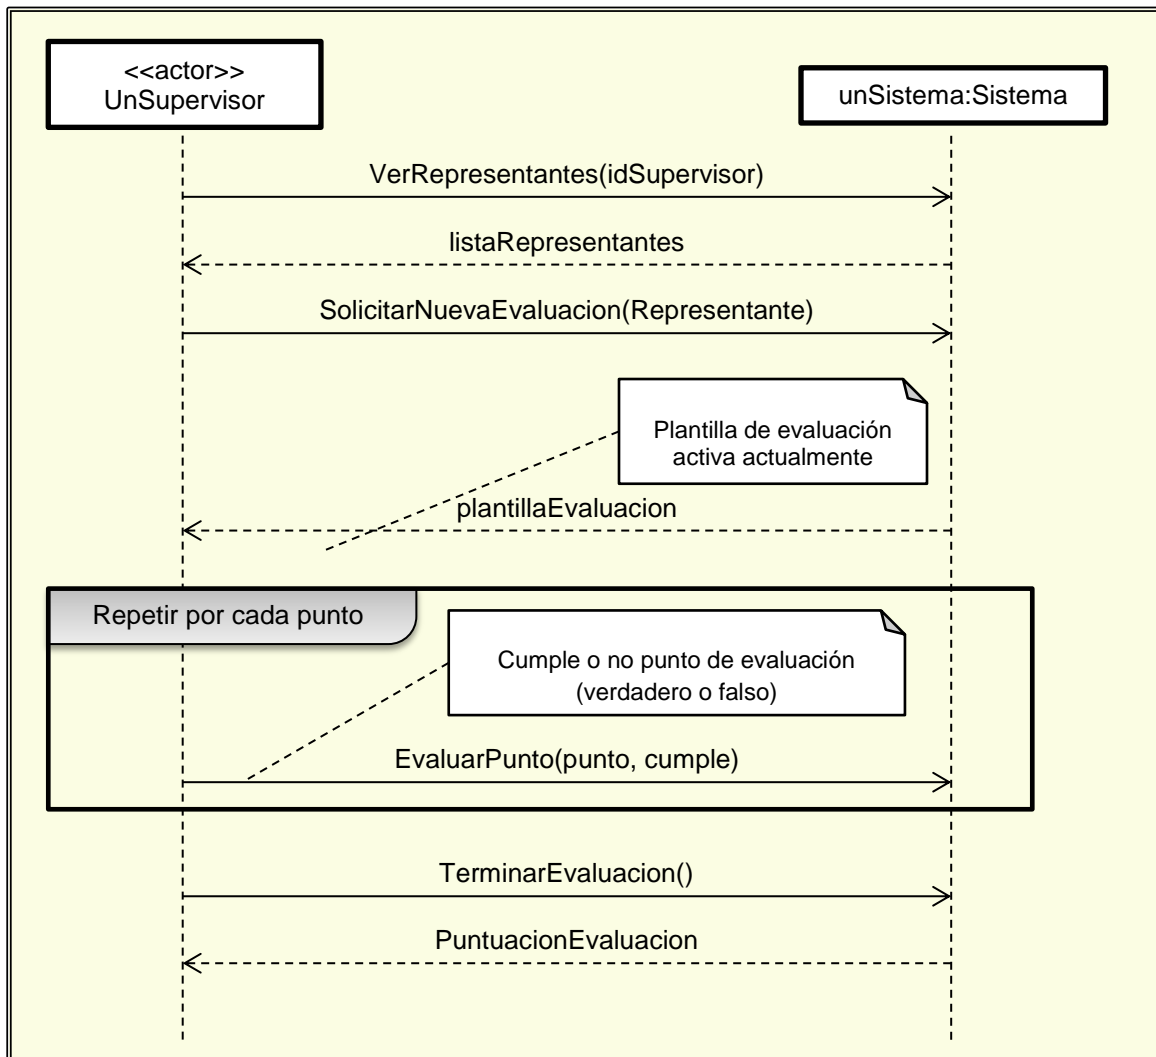 <<actor>>
UnSupervisor
unSistema:Sistema
VerRepresentantes(idSupervisor)
listaRepresentantes
SolicitarNuevaEvaluacion(Representante)
Plantilla de evaluación
activa actualmente
plantillaEvaluacion
Repetir por cada punto
Cumple o no punto de evaluación
(verdadero o falso)
EvaluarPunto(punto, cumple)
TerminarEvaluacion()
PuntuacionEvaluacion